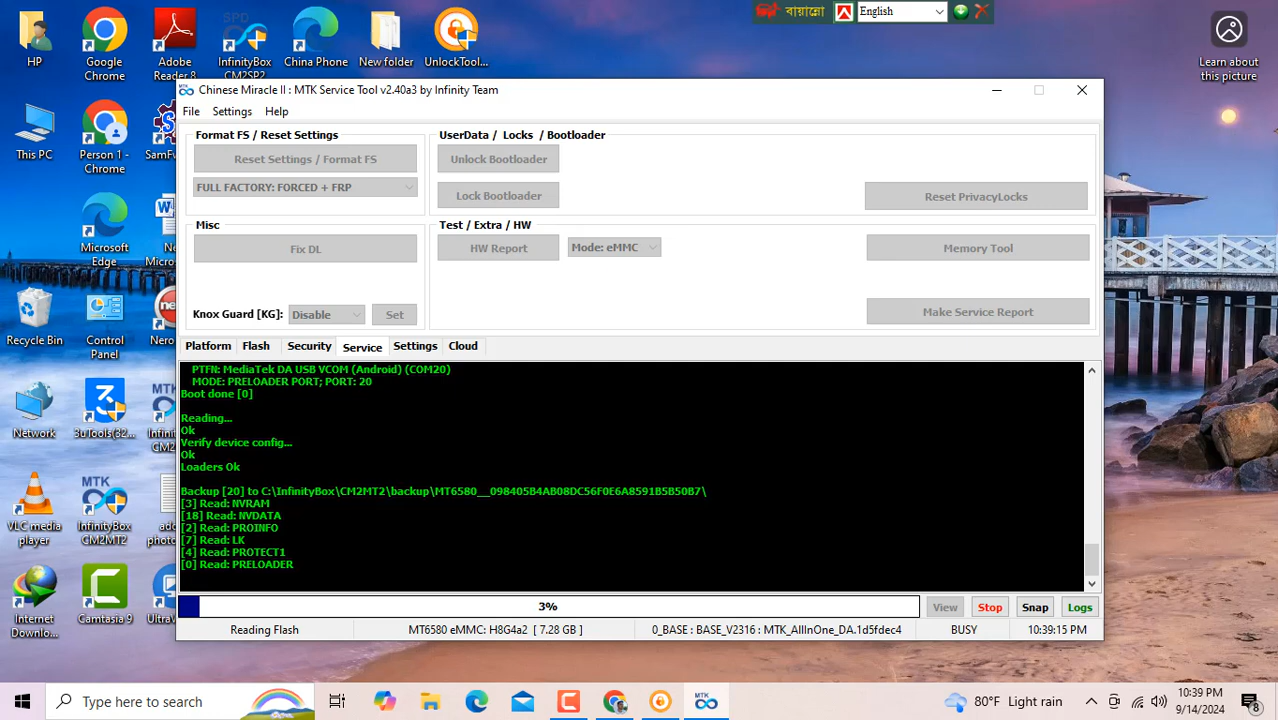 বায়ান্নো
English
HP
Google Chrome
Adobe Reader 8
SPD
InfinityBox CM2SP2
China Phone
New folder
UnlockTool...
Learn about this picture
Chinese Miracle II : MTK Service Tool v2.40a3 by Infinity Team
File Settings Help
Format FS / Reset Settings
Reset Settings / Format FS
FULL FACTORY: FORCED + FRP
UserData / Locks / Bootloader
Unlock Bootloader
Lock Bootloader
Reset PrivacyLocks
Misc
Fix DL
Knox Guard [KG]: Disable Set
Test / Extra / HW
HW Report Mode: eMMC
Memory Tool
Make Service Report
Platform Flash Security Service Settings Cloud
PTFN: MediaTek DA USB VCOM (Android) (COM20)
MODE: PRELOADER PORT; PORT: 20
Boot done [0]
Reading...
Ok
Verify device config...
Ok
Loaders Ok
Backup [20] to C:\InfinityBox\CM2MT2\backup\MT6580__098405B4AB08DC56F0E6A8591B5B50B7\
[3] Read: NVRAM
[18] Read: NVDATA
[2] Read: PROINFO
[7] Read: LK
[4] Read: PROTECT1
[0] Read: PRELOADER
3%
View Stop Snap Logs
Reading Flash
MT6580 eMMC: H8G4a2 [ 7.28 GB ]
0_BASE : BASE_V2316 : MTK_AllInOne_DA.1d5fdec4
BUSY
10:39:15 PM
This PC
Person 1 - Chrome
SamFw
Microsoft Edge
Micros
Recycle Bin
Control Panel
Nero
Network
3uTools(32...
MTK
VLC media player
MTK
InfinityBox CM2MT2
photo
Internet Downlo...
Camtasia 9
Type here to search
MTK
80°F Light rain
10:39 PM
9/14/2024
8